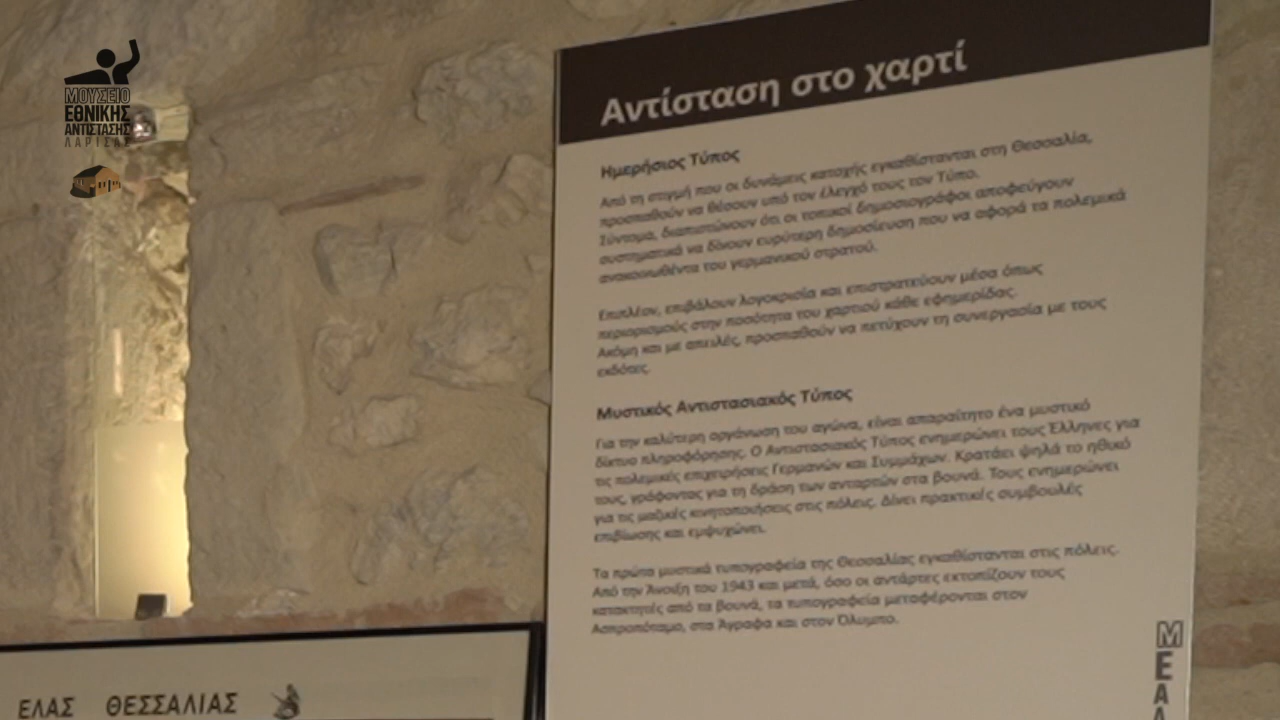 ΜΟΥΣΕΙΟ
ΕΘΝΙΚΗΣ
ΑΝΤΙΣΤΑΣΗΣ
ΛΑΡΙΣΑΣ
Αντίσταση στο χαρτί
Ημερήσιος Τύπος
Από τη στιγμή που οι δυνάμεις κατοχής εγκαθίστανται στη Θεσσαλία,
προσπαθούν να θέσουν υπό τον έλεγχό τους τον Τύπο.
Σύντομα, διαπιστώνουν ότι οι τοπικοί δημοσιογράφοι αποφεύγουν
συστηματικά να δίνουν ευρύτερη δημοσίευση που να αφορά τα πολεμικά
ανακοινωθέντα του γερμανικού στρατού.
Επιπλέον, επιβάλουν λογοκρισία και επιστρατεύουν μέσα όπως
περιορισμούς στην ποσότητα του χαρτιού κάθε εφημερίδας.
Ακόμη και με απειλές, προσπαθούν να πετύχουν τη συνεργασία με τους
εκδότες.
Μυστικός Αντιστασιακός Τύπος
Για την καλύτερη οργάνωση του αγώνα, είναι απαραίτητο ένα μυστικό
δίκτυο πληροφόρησης. Ο Αντιστασιακός Τύπος ενημερώνει τους Έλληνες για
τις πολεμικές επιχειρήσεις Γερμανών και Συμμάχων. Κρατάει ψηλά το ηθικό
τους, γράφοντας για τη δράση των ανταρτών στα βουνά. Τους ενημερώνει
για τις μαζικές κινητοποιήσεις στις πόλεις. Δίνει πρακτικές συμβουλές
επιβίωσης και εμψυχώνει.
Τα πρώτα μυστικά τυπογραφεία της Θεσσαλίας εγκαθίστανται στις πόλεις.
Από την Άνοιξη του 1943 και μετά, όσο οι αντάρτες εκτοπίζουν τους
κατακτητές από τα βουνά, τα τυπογραφεία μεταφέρονται στον
Ασπροπόταμο, στα Άγραφα και στον Όλυμπο.
ΜΕΑΛ
ΕΛΑΣ ΘΕΣΣΑΛΙΑΣ